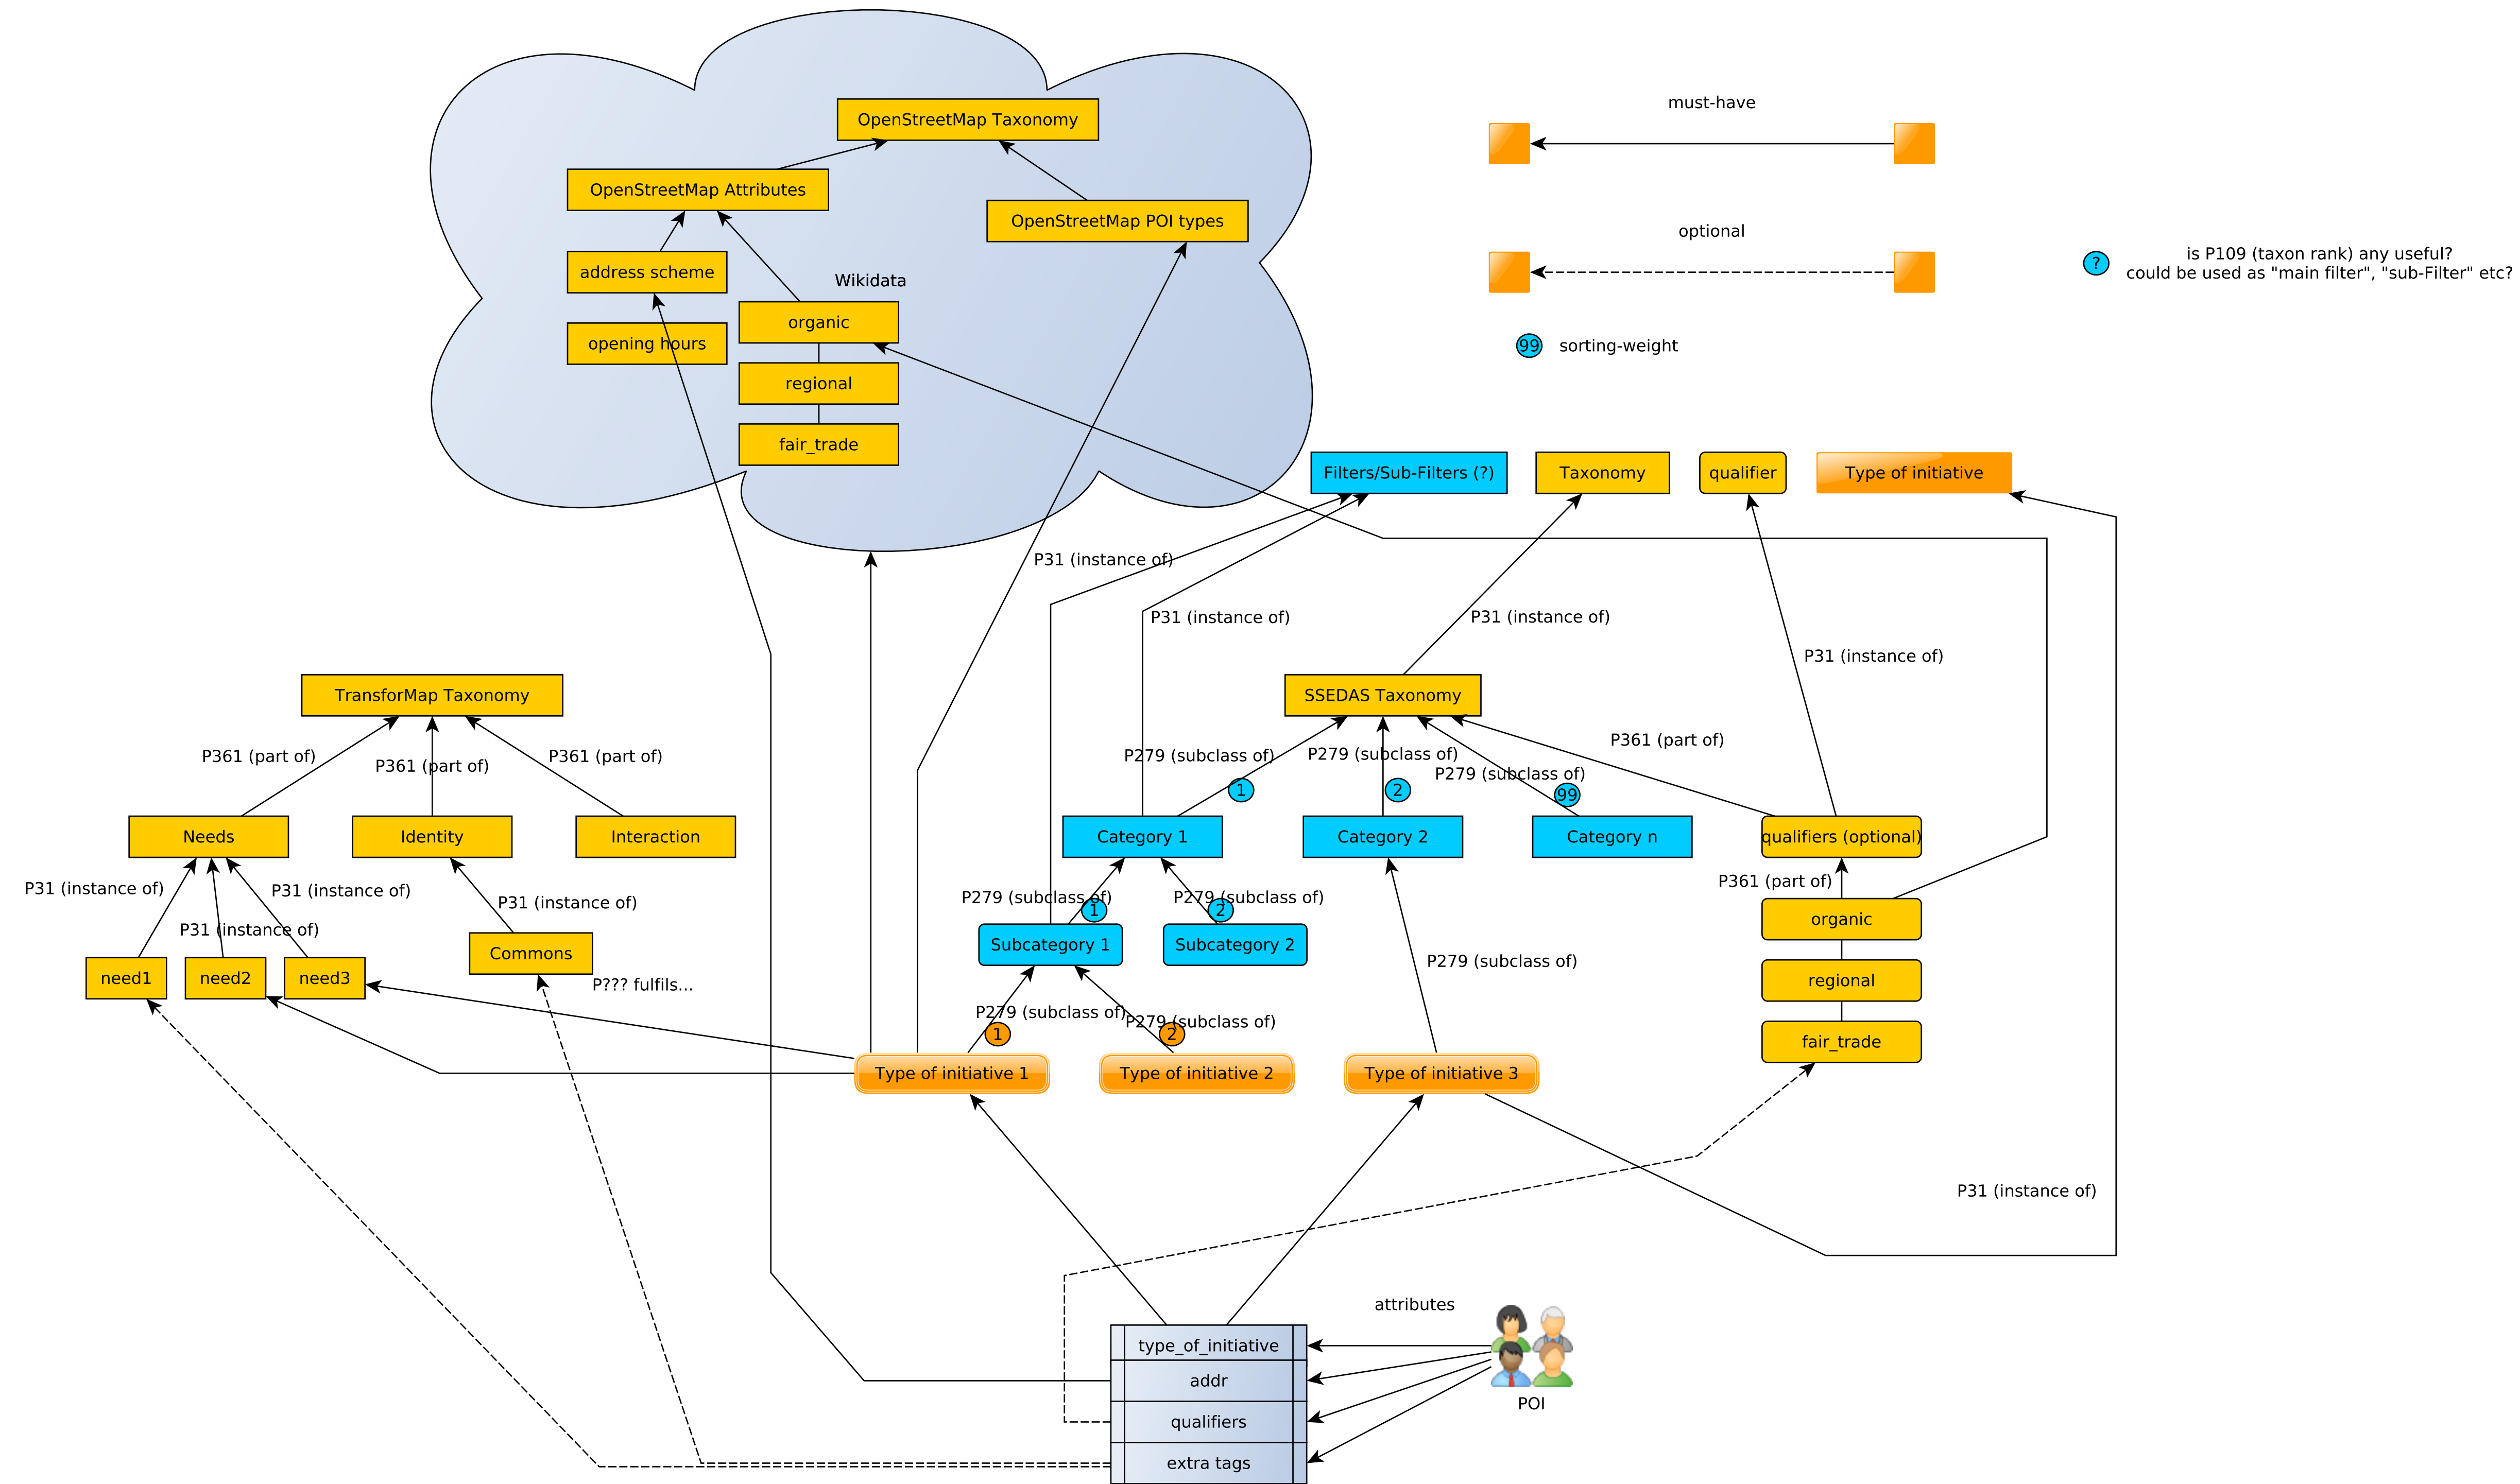 OpenStreetMap Taxonomy
OpenStreetMap Attributes
OpenStreetMap POI types
address scheme
Wikidata
opening hours
organic
regional
fair_trade
must-have
optional
99
sorting-weight
?
is P109 (taxon rank) any useful?
could be used as "main filter", "sub-Filter" etc?
Filters/Sub-Filters (?)
Taxonomy
qualifier
Type of initiative
P31 (instance of)
P31 (instance of)
P31 (instance of)
P31 (instance of)
TransforMap Taxonomy
SSEDAS Taxonomy
P361 (part of)
P361 (part of)
P361 (part of)
P279 (subclass of)
P279 (subclass of)
P279 (subclass of)
P361 (part of)
1
2
99
Needs
Identity
Interaction
Category 1
Category 2
Category n
qualifiers (optional)
P31 (instance of)
P31 (instance of)
P31 (instance of)
P31 (instance of)
P279 (subclass of)
P279 (subclass of)
1
2
P361 (part of)
organic
Commons
Subcategory 1
Subcategory 2
P279 (subclass of)
need1
need2
need3
P??? fulfils...
regional
P279 (subclass of)
P279 (subclass of)
1
2
fair_trade
Type of initiative 1
Type of initiative 2
Type of initiative 3
P31 (instance of)
attributes
type_of_initiative
addr
qualifiers
extra tags
POI